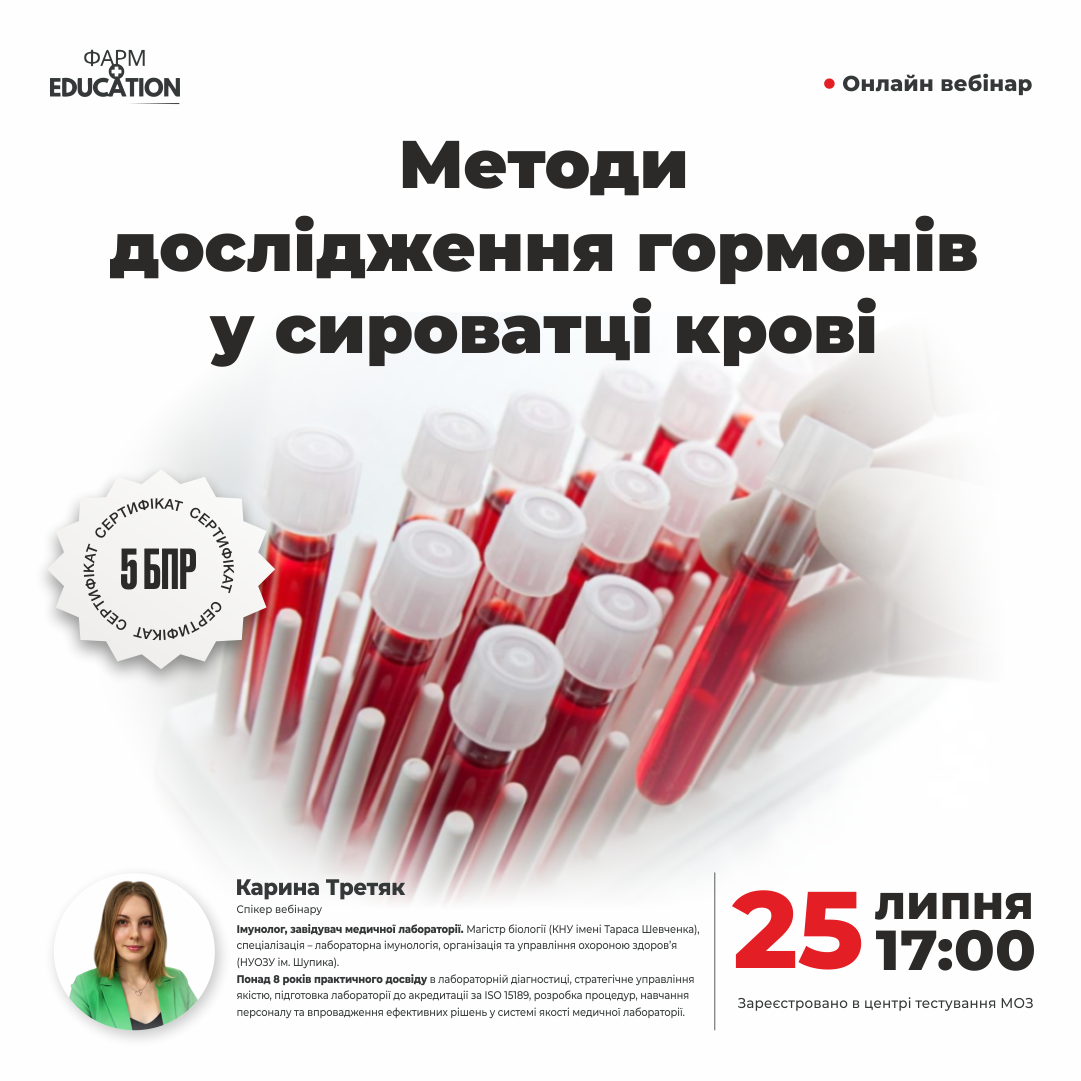 ФАРМ
EDUCATION
Онлайн вебінар
Методи
дослідження гормонів
у сироватці крові
СЕРТИФІКАТ СЕРТИФІКАТ СЕРТИФІКАТ СЕРТИФІКАТ
5 БПР
Карина Третяк
Спікер вебінару
Імунолог, завідувач медичної лабораторії. Магістр біології (КНУ імені Тараса Шевченка),
спеціалізація – лабораторна імунологія, організація та управління охороною здоров'я
(НУОЗУ ім. Шупика).
Понад 8 років практичного досвіду в лабораторній діагностиці, стратегічне управління
якістю, підготовка лабораторії до акредитації за ISO 15189, розробка процедур, навчання
персоналу та впровадження ефективних рішень у системі якості медичної лабораторії.
25 липня
17:00
Зареєстровано в центрі тестування МОЗ